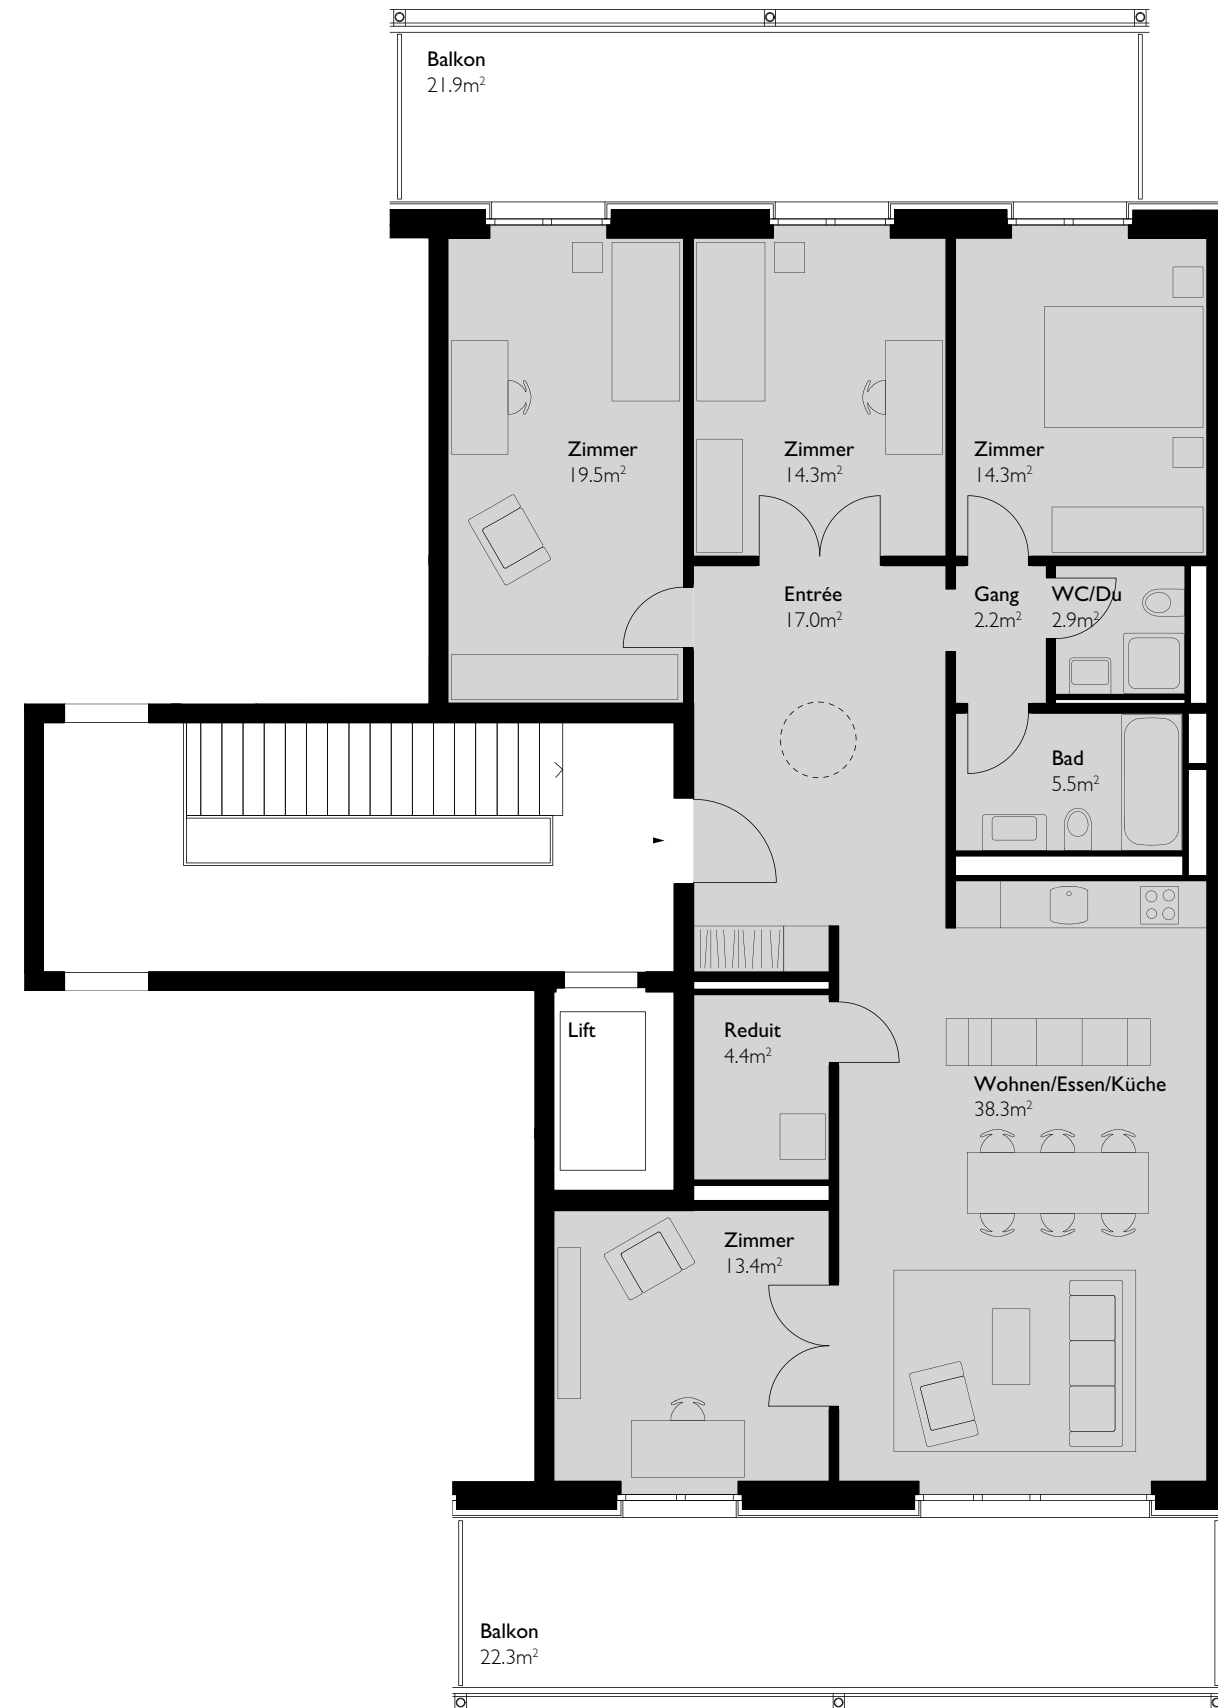 Balkon
21.9m²
Zimmer
19.5m²
Zimmer
14.3m²
Zimmer
14.3m²
Entrée
17.0m²
Gang
2.2m²
WC/Du
2.9m²
Bad
5.5m²
Lift
Reduit
4.4m²
Wohnen/Essen/Küche
38.3m²
Zimmer
13.4m²
Balkon
22.3m²